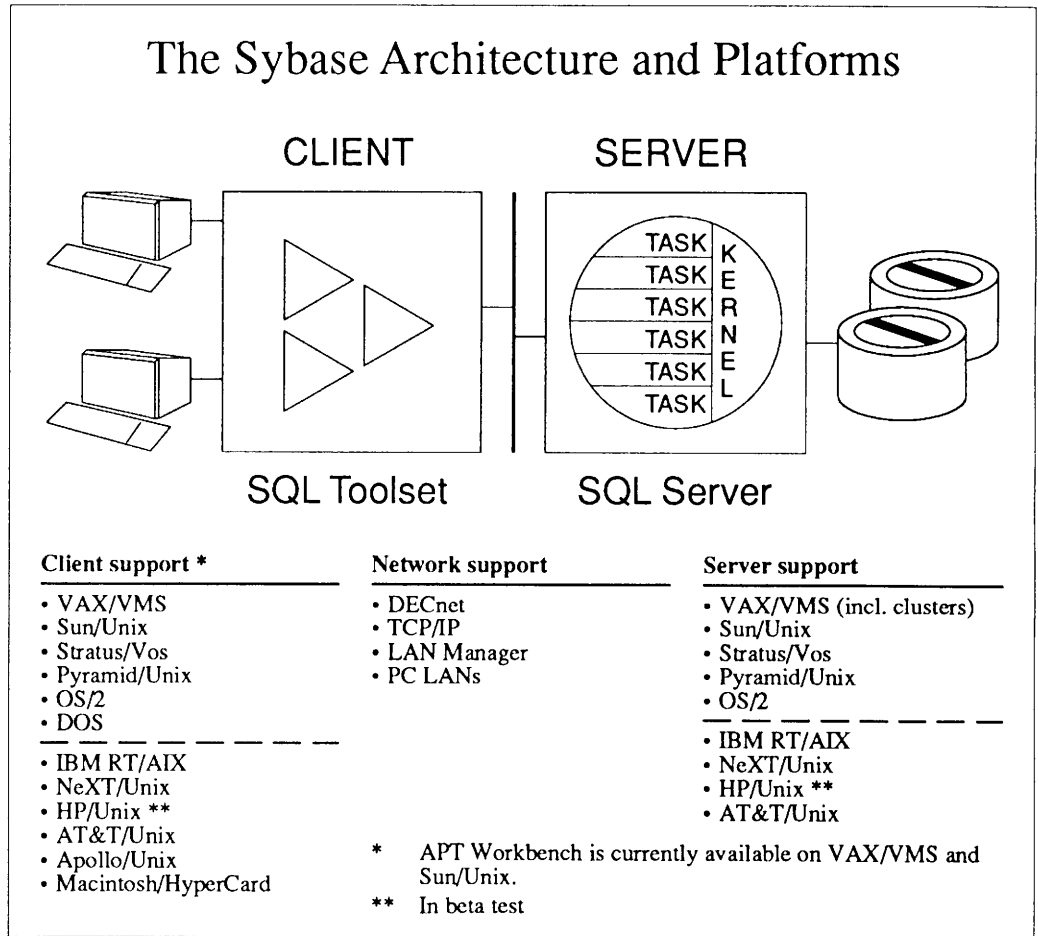 The Sybase Architecture and Platforms
CLIENT
SERVER
TASK
TASK
TASK
TASK
TASK
TASK
KERNEL
SQL Toolset
SQL Server
Client support *
• VAX/VMS
• Sun/Unix
• Stratus/Vos
• Pyramid/Unix
• OS/2
• DOS
• IBM RT/AIX
• NeXT/Unix
• HP/Unix **
• AT&T/Unix
• Apollo/Unix
• Macintosh/HyperCard
Network support
• DECnet
• TCP/IP
• LAN Manager
• PC LANs
Server support
• VAX/VMS (incl. clusters)
• Sun/Unix
• Stratus/Vos
• Pyramid/Unix
• OS/2
• IBM RT/AIX
• NeXT/Unix
• HP/Unix **
• AT&T/Unix
* APT Workbench is currently available on VAX/VMS and
Sun/Unix.
** In beta test